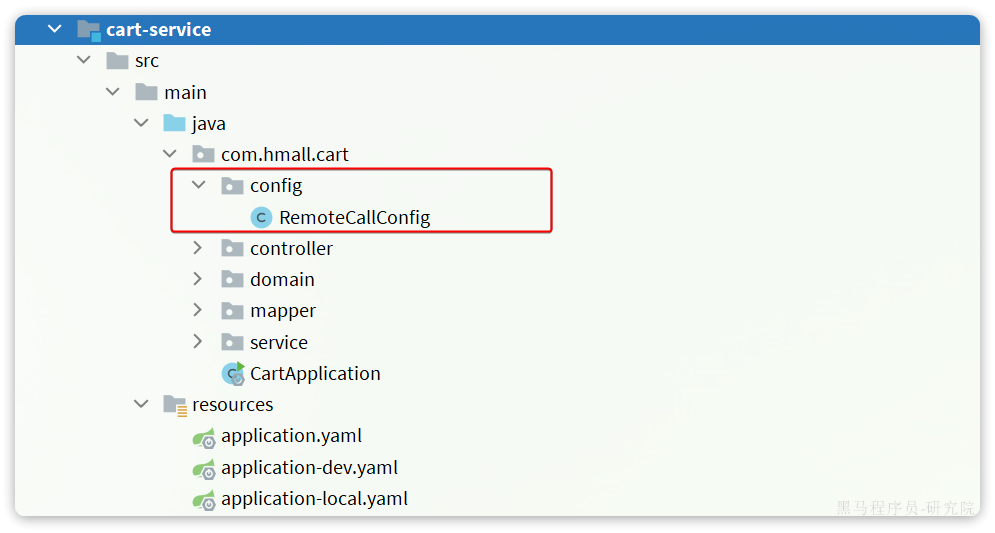 cart-service
src
main
java
com.hmall.cart
config
C RemoteCallConfig
controller
domain
mapper
service
CartApplication
resources
application.yaml
application-dev.yaml
application-local.yaml
黑马程序员-研究院